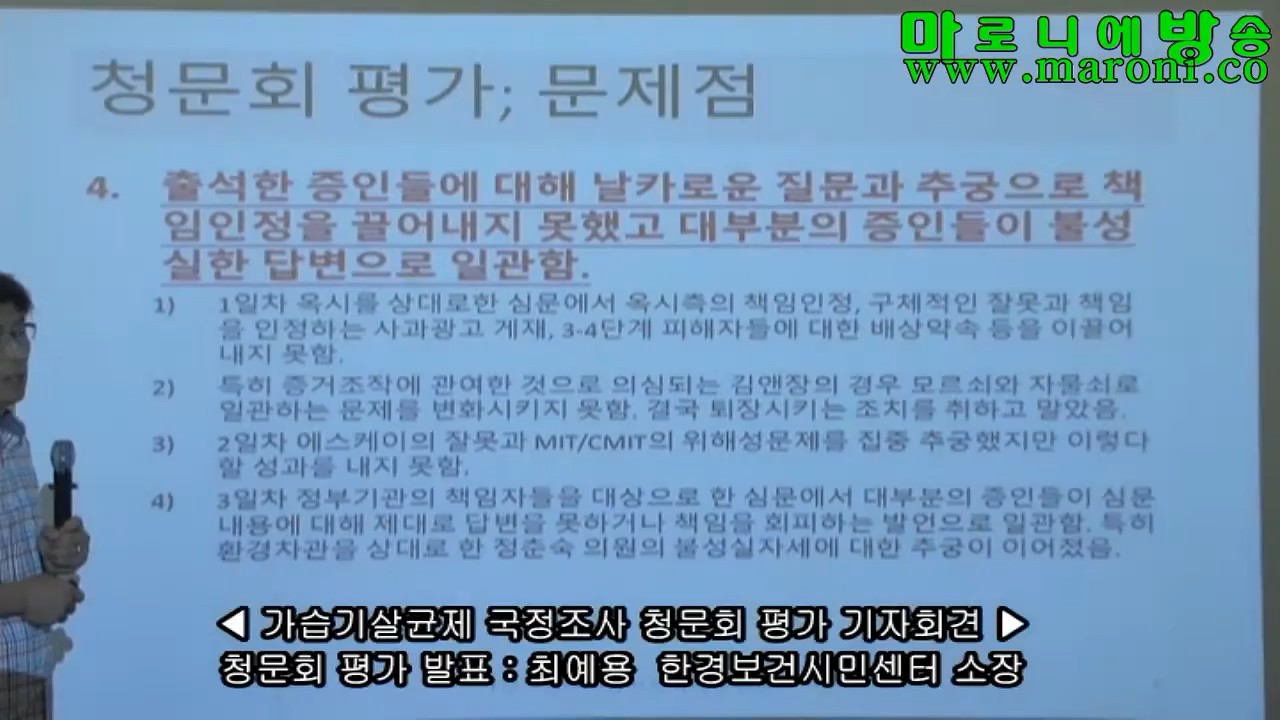 마로니에방송
www.maroni.co
청문회 평가; 문제점
4. 출석한 증인들에 대해 날카로운 질문과 추궁으로 책
임인정을 끌어내지 못했고 대부분의 증인들이 불성
실한 답변으로 일관함.
1) 1일차 옥시를 상대로한 심문에서 옥시측의 책임인정, 구체적인 잘못과 책임
을 인정하는 사과광고 게재, 3-4단계 피해자들에 대한 배상약속 등을 이끌어
내지 못함.
2) 특히 증거조작에 관여한 것으로 의심되는 김앤장의 경우 모르쇠와 자물쇠로
일관하는 문제를 변화시키지 못함. 결국 퇴장시키는 조치를 취하고 말았음.
3) 2일차 에스케이의 잘못과 MIT/CMIT의 위해성문제를 집중 추궁했지만 이렇다
할 성과를 내지 못함.
4) 3일차 정부기관의 책임자들을 대상으로 한 심문에서 대부분의 증인들이 심문
내용에 대해 제대로 답변을 못하거나 책임을 회피하는 발언으로 일관함. 특히
환경차관을 상대로 한 정춘숙 의원의 불성실자세에 대한 추궁이 이어졌음.
◀ 가습기살균제 국정조사 청문회 평가 기자회견 ▶
청문회 평가 발표 : 최예용 한경보건시민센터 소장